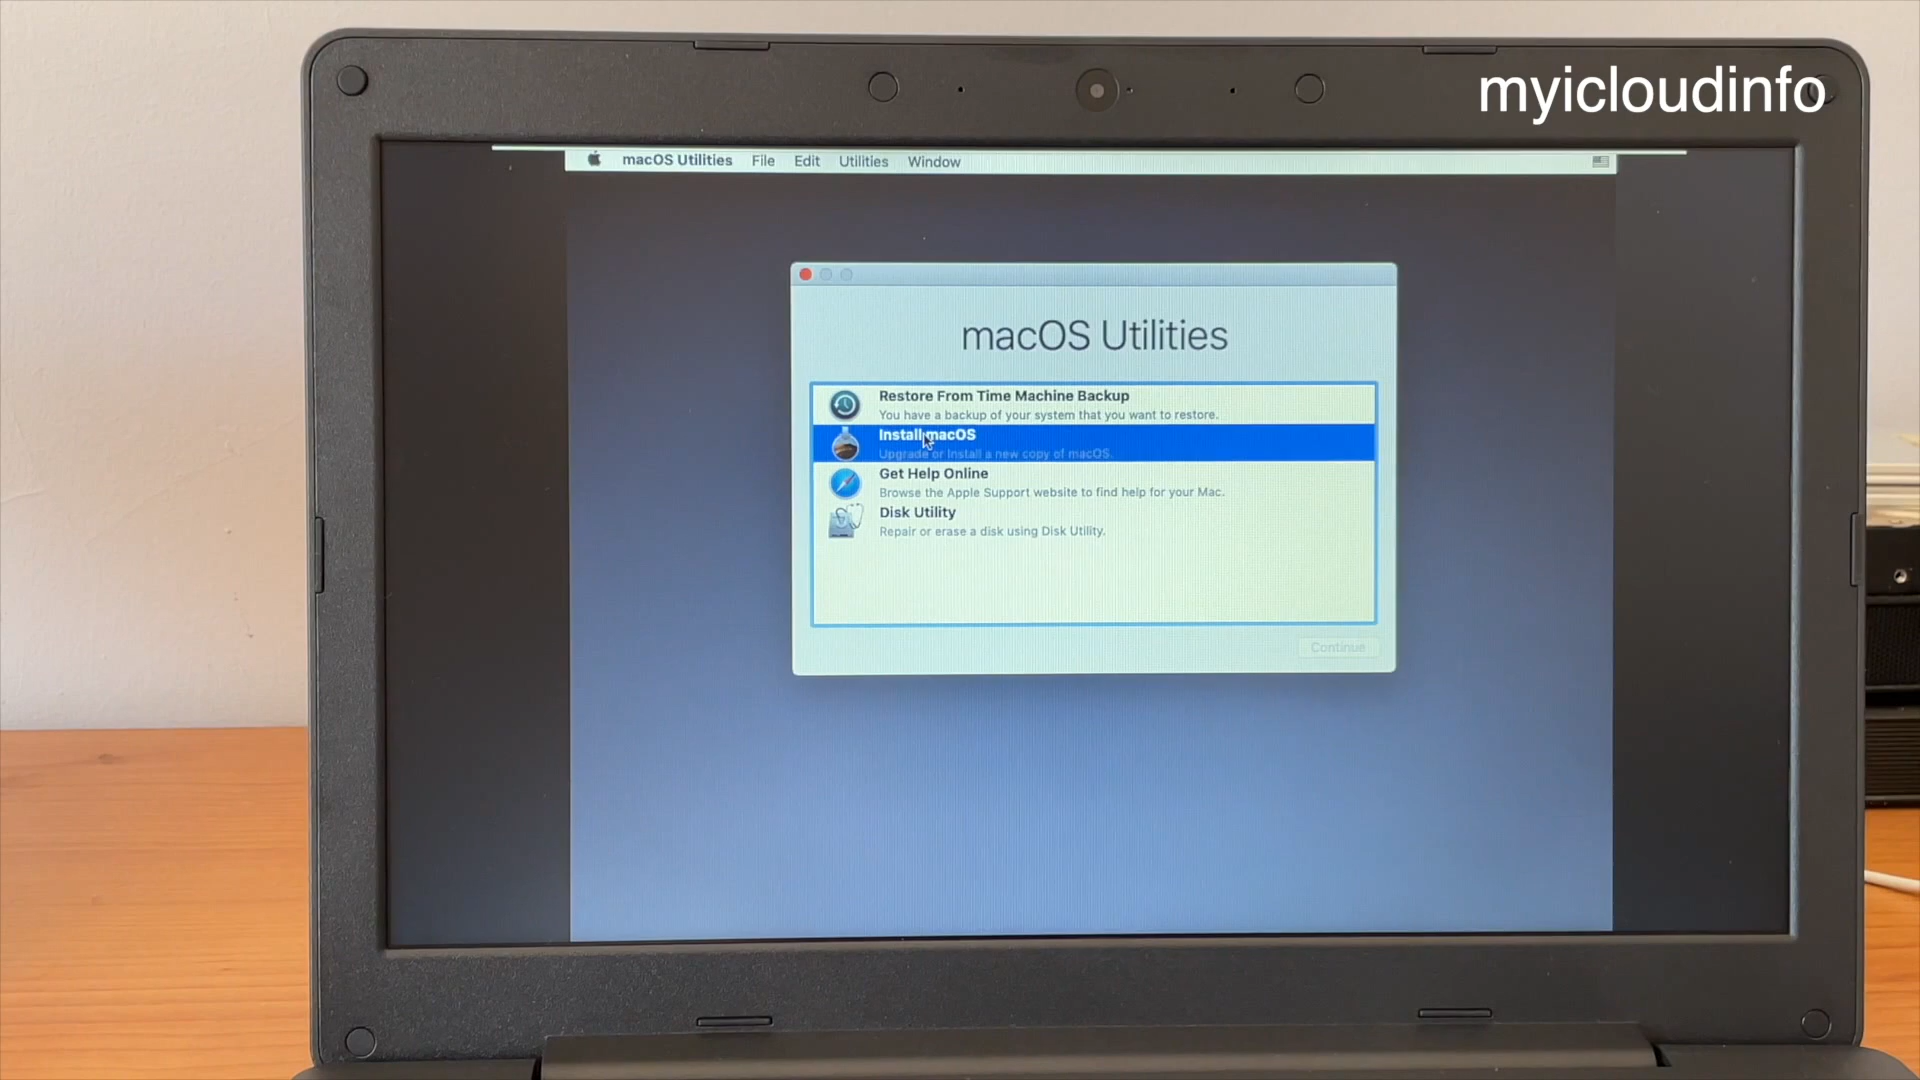 myicloudinfo
macOS Utilities File Edit Utilities Window
macOS Utilities
Restore From Time Machine Backup
You have a backup of your system that you want to restore.
Install macOS
Upgrade or Install a new copy of macOS.
Get Help Online
Browse the Apple Support website to find help for your Mac.
Disk Utility
Repair or erase a disk using Disk Utility.
Continue